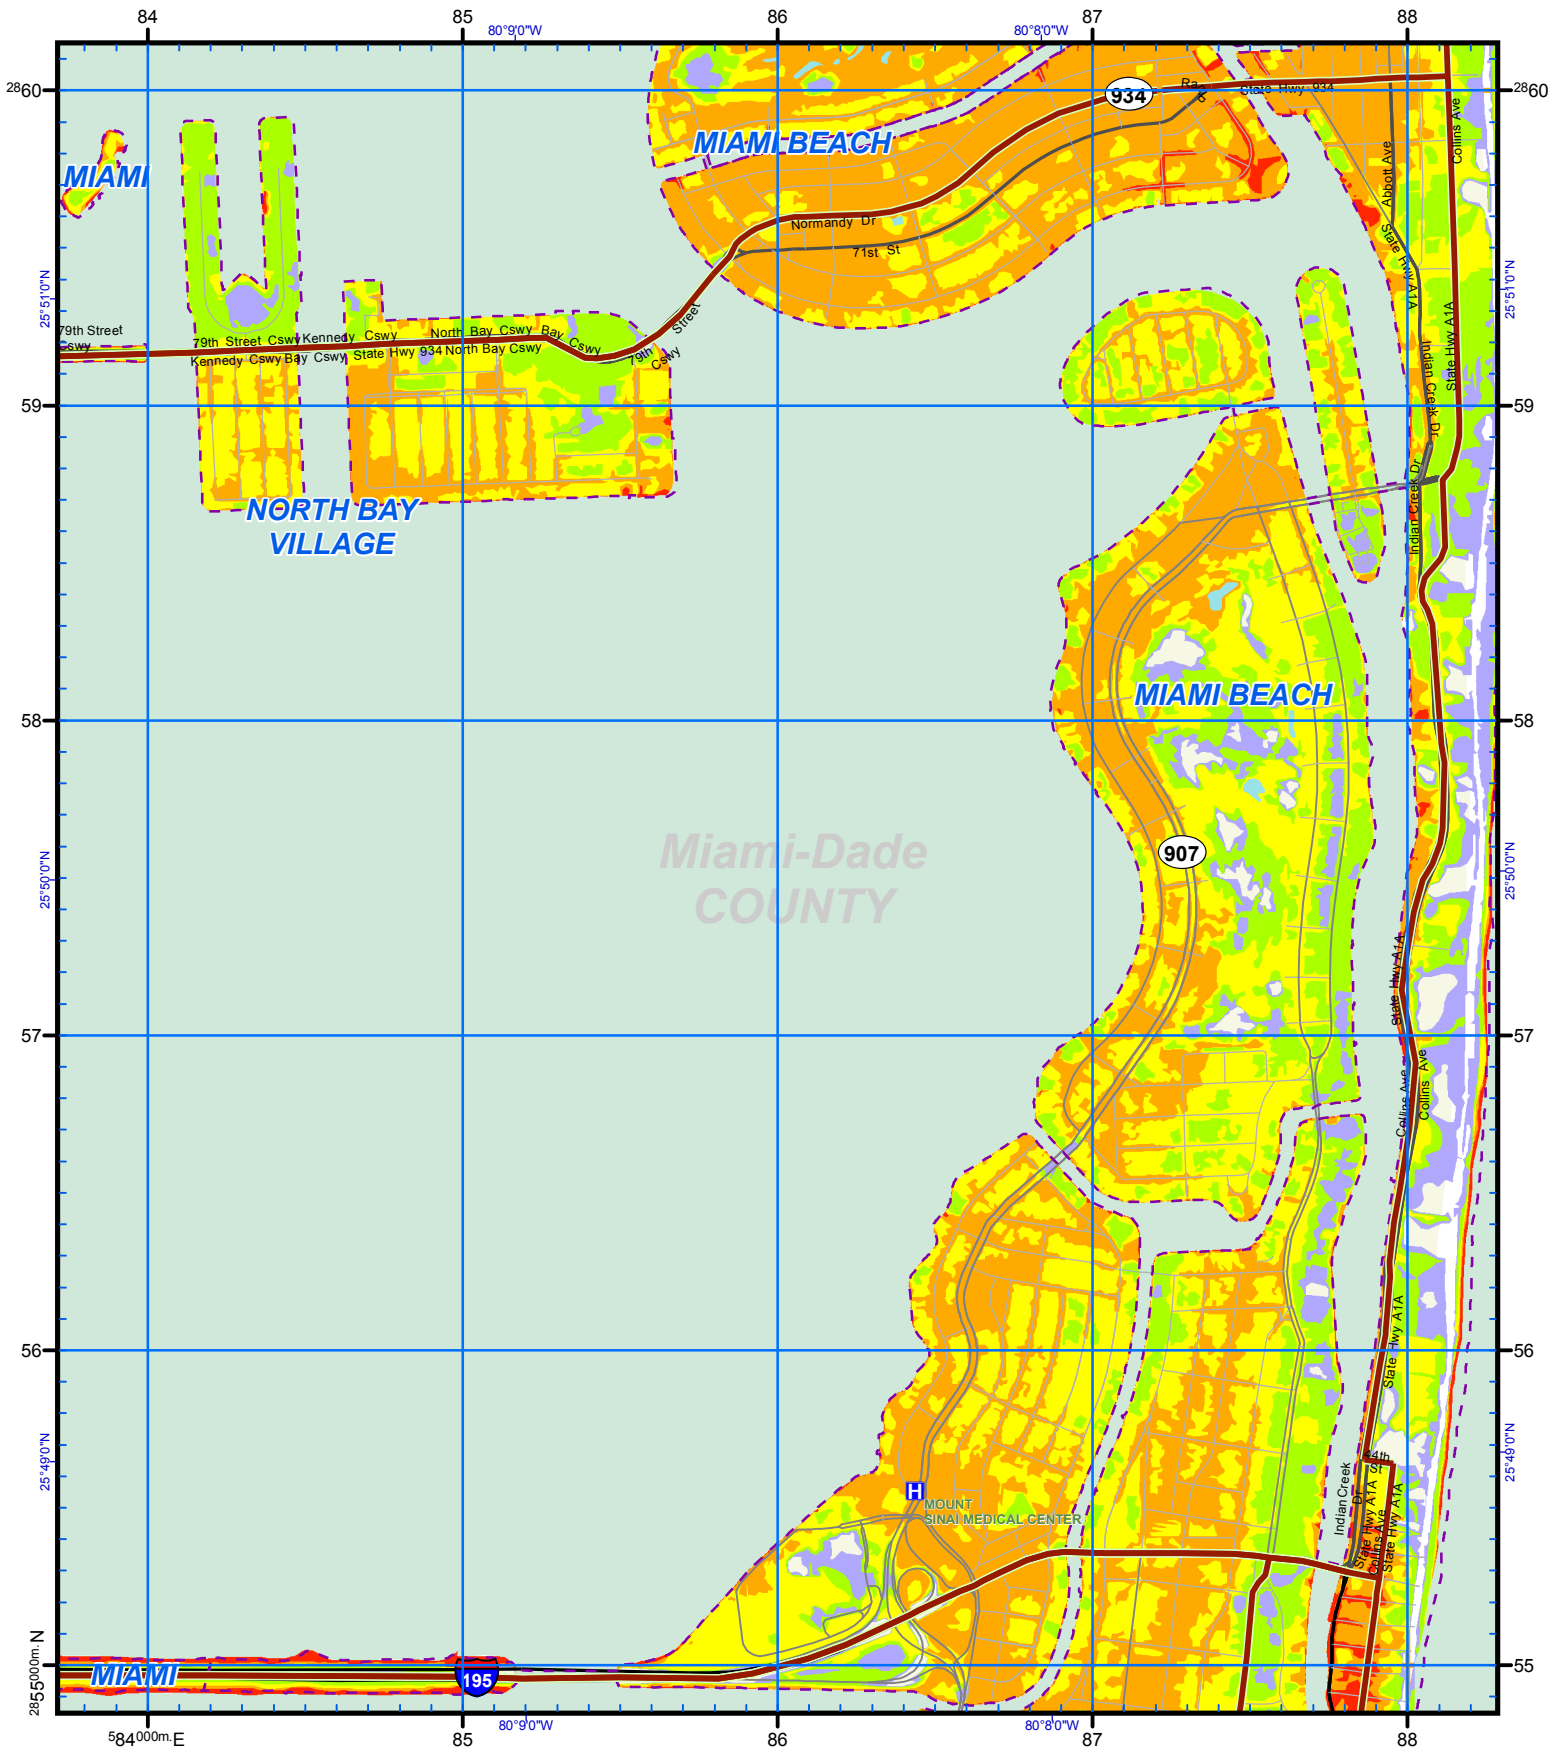 84
85
86
87
88
80°9'0"W
80°8'0"W
2860
2860
934
State Hwy 934
MIAMI BEACH
MIAMI
Collins Ave
Abbott Ave
Normandy Dr
71st St
State Hwy A1A
25°51'0"N
25°51'0"N
79th Street
Cswy
79th Street Cswy
Kennedy Cswy
North Bay Cswy
Bay Cswy
Kennedy Cswy
Bay Cswy
State Hwy 934
North Bay Cswy
79th Street
Cswy
Indian Creek Dr
State Hwy A1A
59
59
Indian Creek Dr
NORTH BAY
VILLAGE
MIAMI BEACH
58
58
Miami-Dade
COUNTY
907
25°50'0"N
25°50'0"N
State Hwy A1A
57
57
Collins Ave
Collins Ave
State Hwy A1A
56
56
25°49'0"N
25°49'0"N
44th
St
H
MOUNT
SINAI MEDICAL CENTER
Indian Creek
Dr
State Hwy A1A
Collins Ave
State Hwy A1A
MIAMI
195
2855000m. N
55
584000m. E
85
86
87
88
80°9'0"W
80°8'0"W